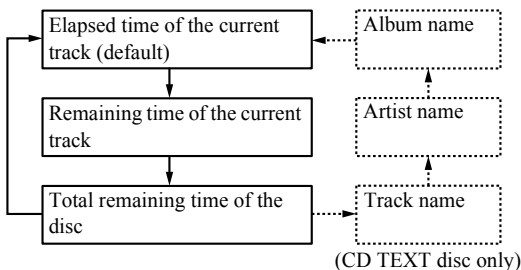 Elapsed time of the current
track (default)
Remaining time of the current
track
Total remaining time of the
disc
Album name
Artist name
Track name
(CD TEXT disc only)